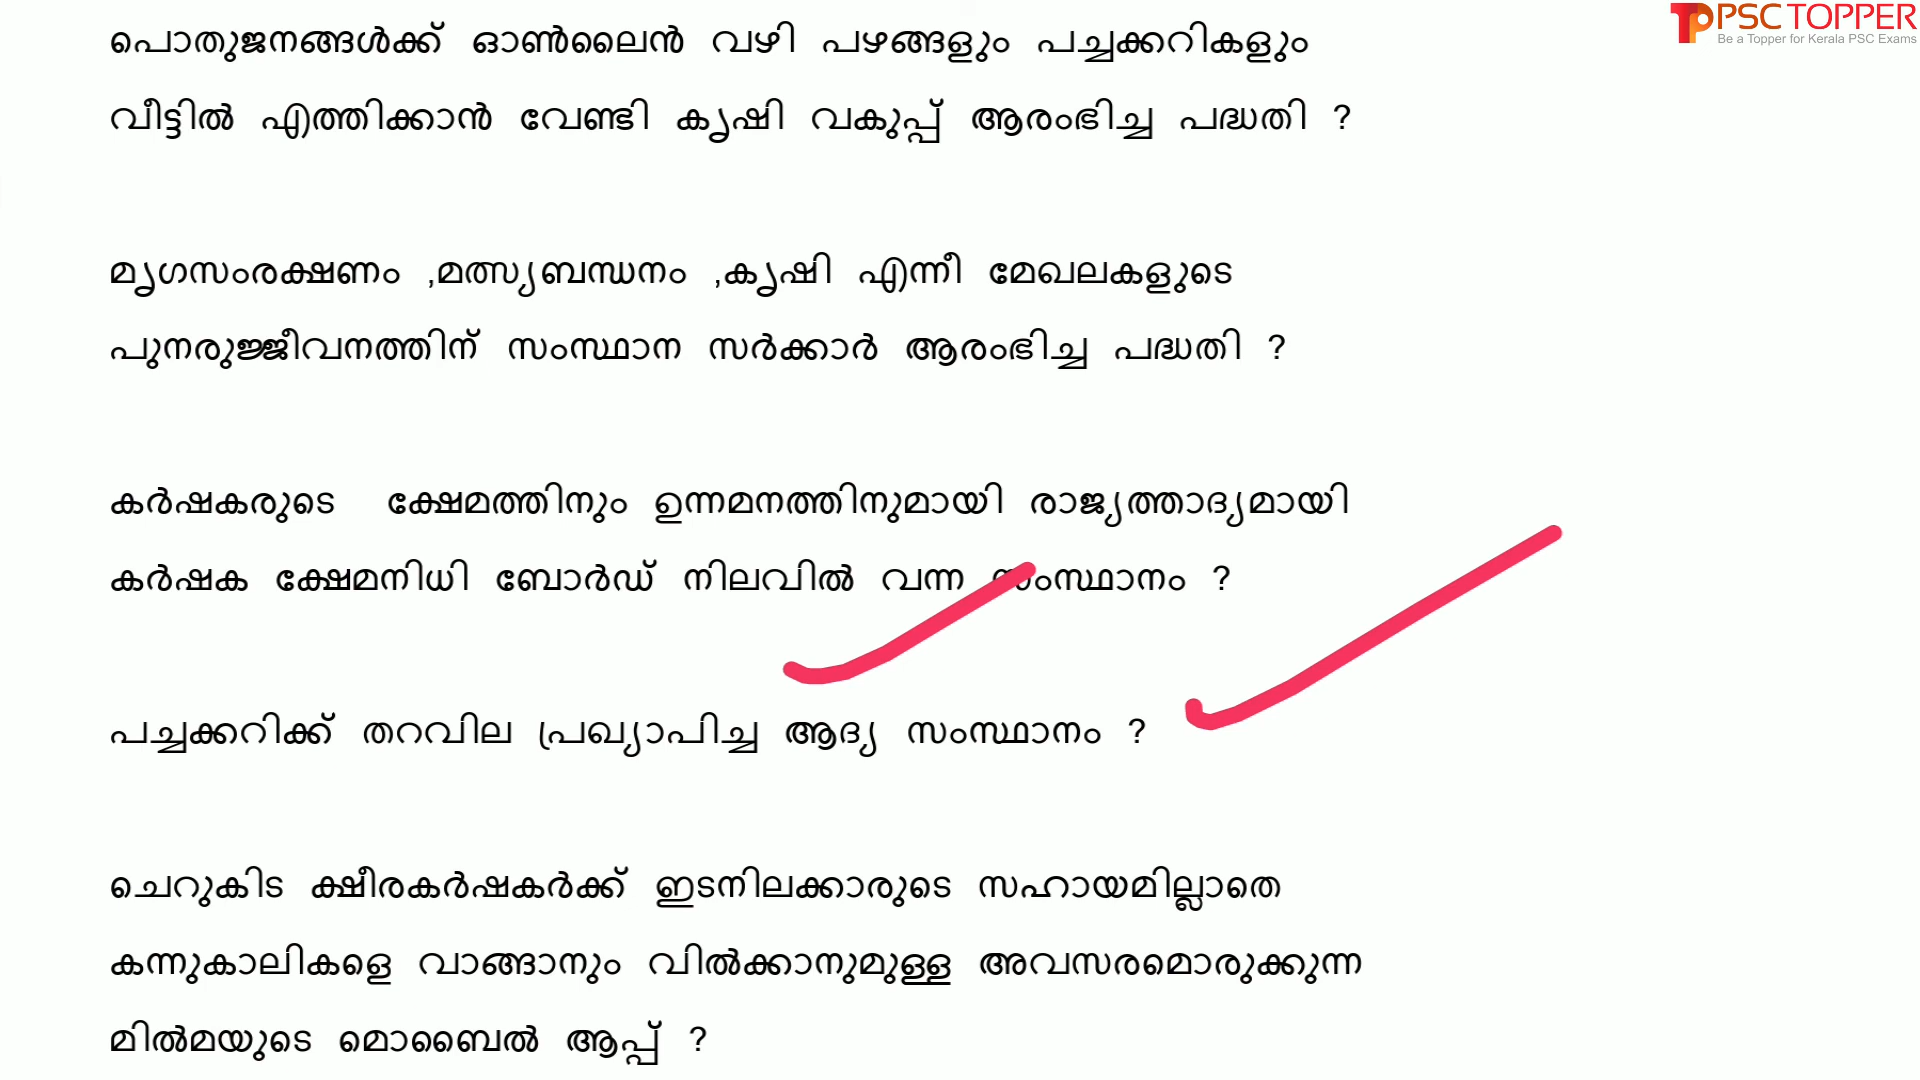 PSC TOPPER
Be a Topper for Kerala PSC Exams
പൊതുജനങ്ങൾക്ക് ഓൺലൈൻ വഴി പഴങ്ങളും പച്ചക്കറികളും
വീട്ടിൽ എത്തിക്കാൻ വേണ്ടി കൃഷി വകുപ്പ് ആരംഭിച്ച പദ്ധതി ?
മൃഗസംരക്ഷണം ,മത്സ്യബന്ധനം ,കൃഷി എന്നീ മേഖലകളുടെ
പുനരുജ്ജീവനത്തിന് സംസ്ഥാന സർക്കാർ ആരംഭിച്ച പദ്ധതി ?
കർഷകരുടെ ക്ഷേമത്തിനും ഉന്നമനത്തിനുമായി രാജ്യത്താദ്യമായി
കർഷക ക്ഷേമനിധി ബോർഡ് നിലവിൽ വന്ന സംസ്ഥാനം ?
പച്ചക്കറിക്ക് തറവില പ്രഖ്യാപിച്ച ആദ്യ സംസ്ഥാനം ?
ചെറുകിട ക്ഷീരകർഷകർക്ക് ഇടനിലക്കാരുടെ സഹായമില്ലാതെ
കന്നുകാലികളെ വാങ്ങാനും വിൽക്കാനുമുള്ള അവസരമൊരുക്കുന്ന
മിൽമയുടെ മൊബൈൽ ആപ്പ് ?